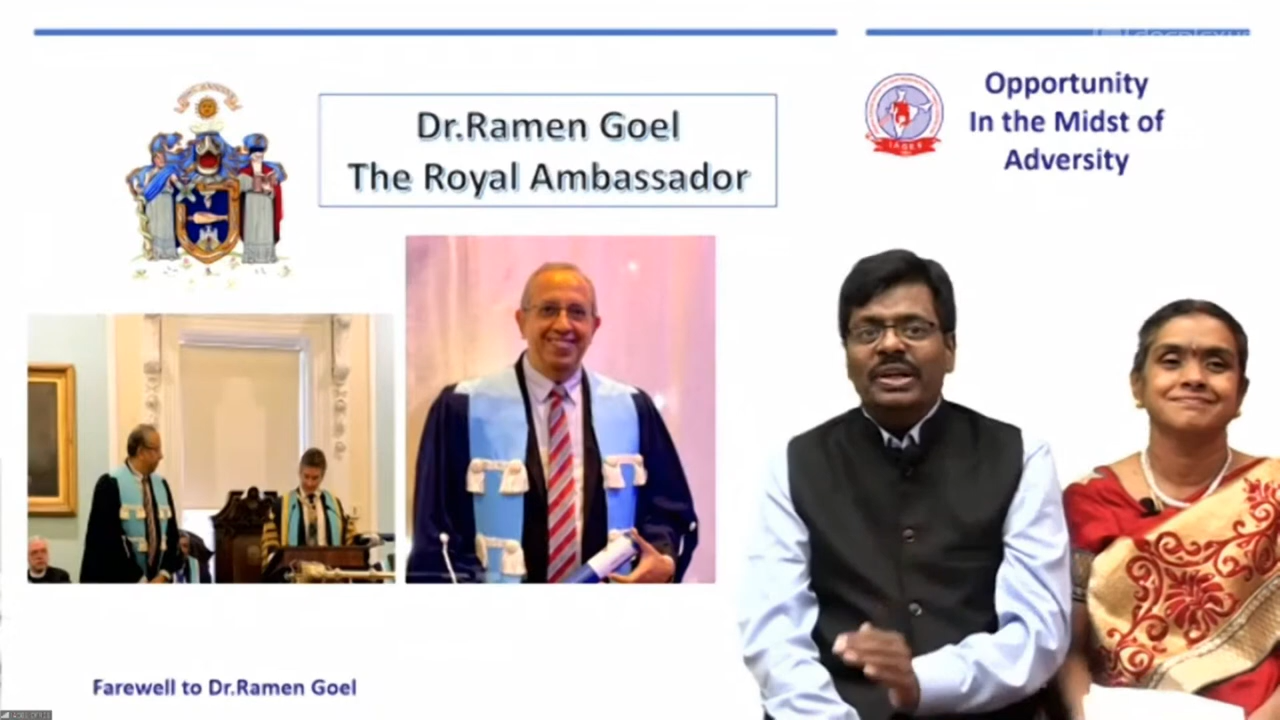 Dr.Ramen Goel
The Royal Ambassador
Opportunity
In the Midst of
Adversity
Farewell to Dr.Ramen Goel